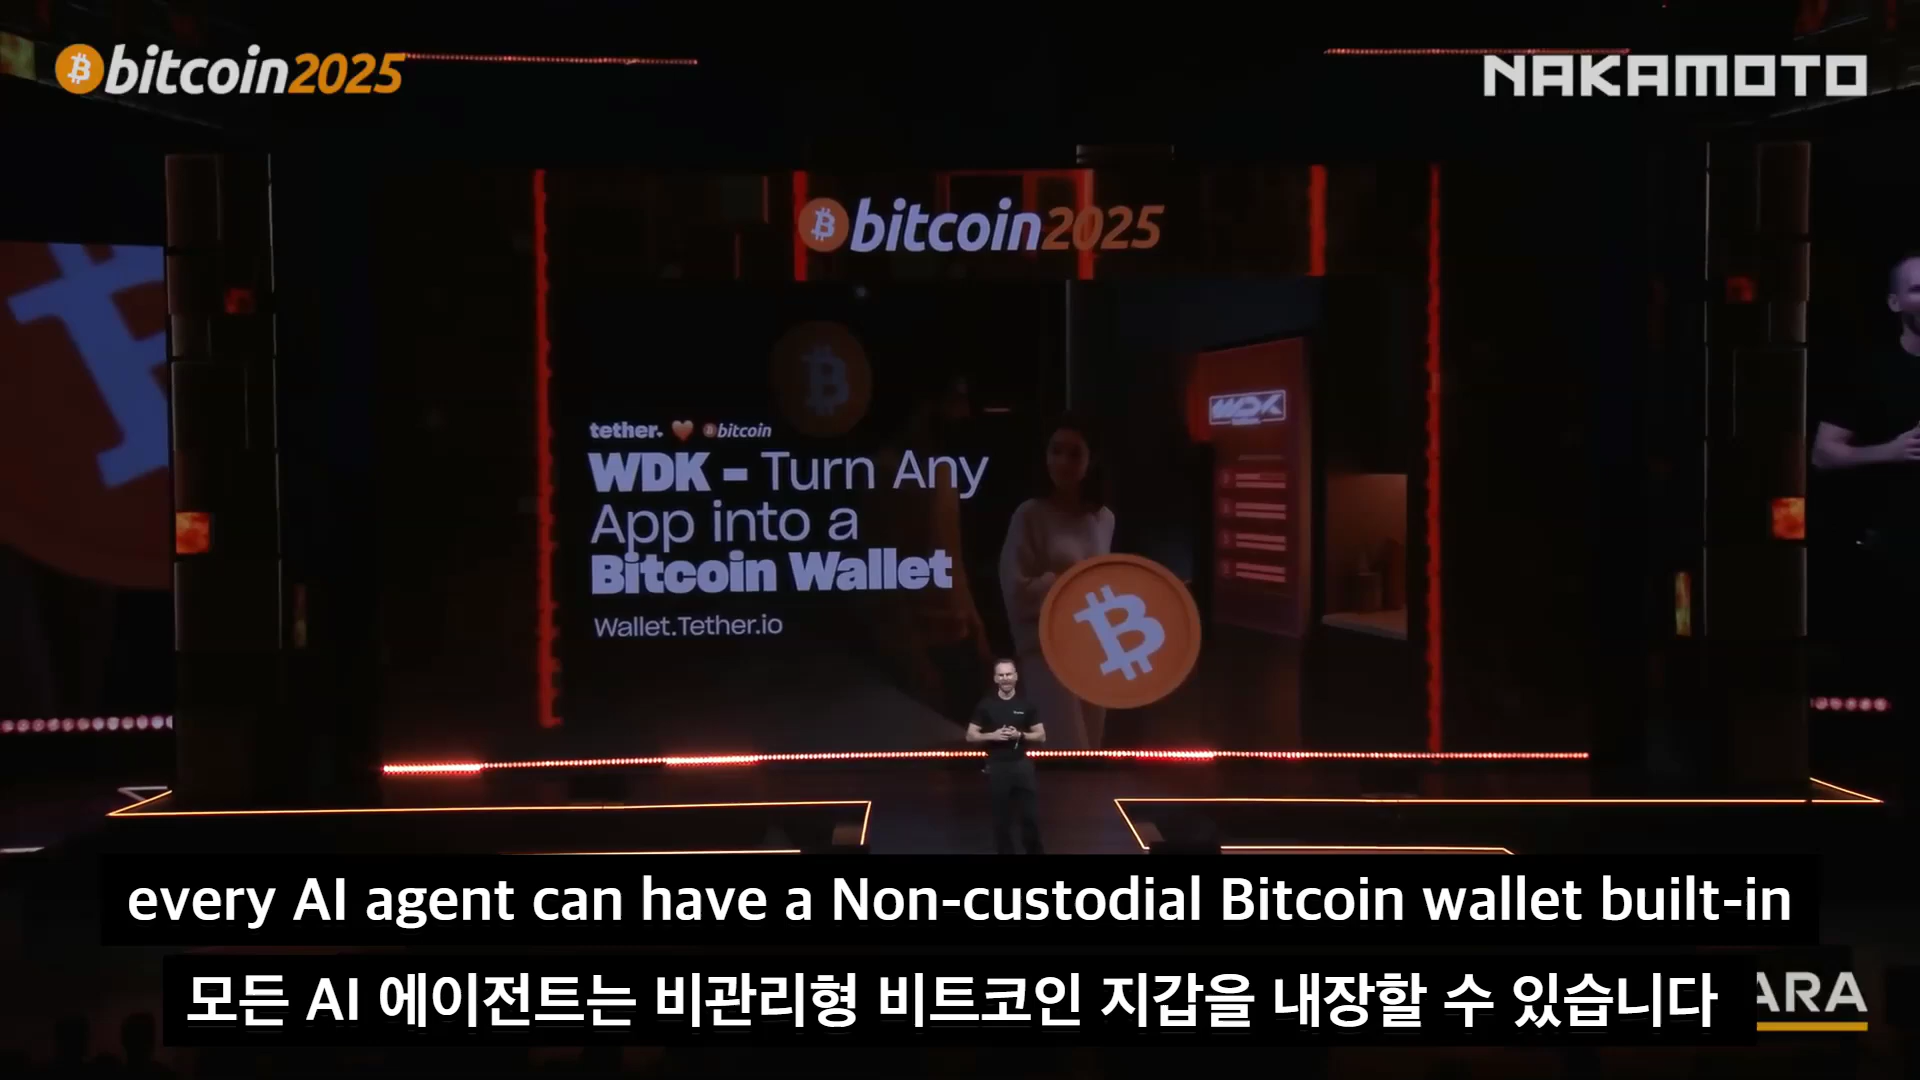 bitcoin2025
NAKAMOTO
bitcoin2025
WDK
tether. bitcoin
WDK - Turn Any
App into a
Bitcoin Wallet
Wallet.Tether.io
every AI agent can have a Non-custodial Bitcoin wallet built-in
모든 AI 에이전트는 비관리형 비트코인 지갑을 내장할 수 있습니다
ARA